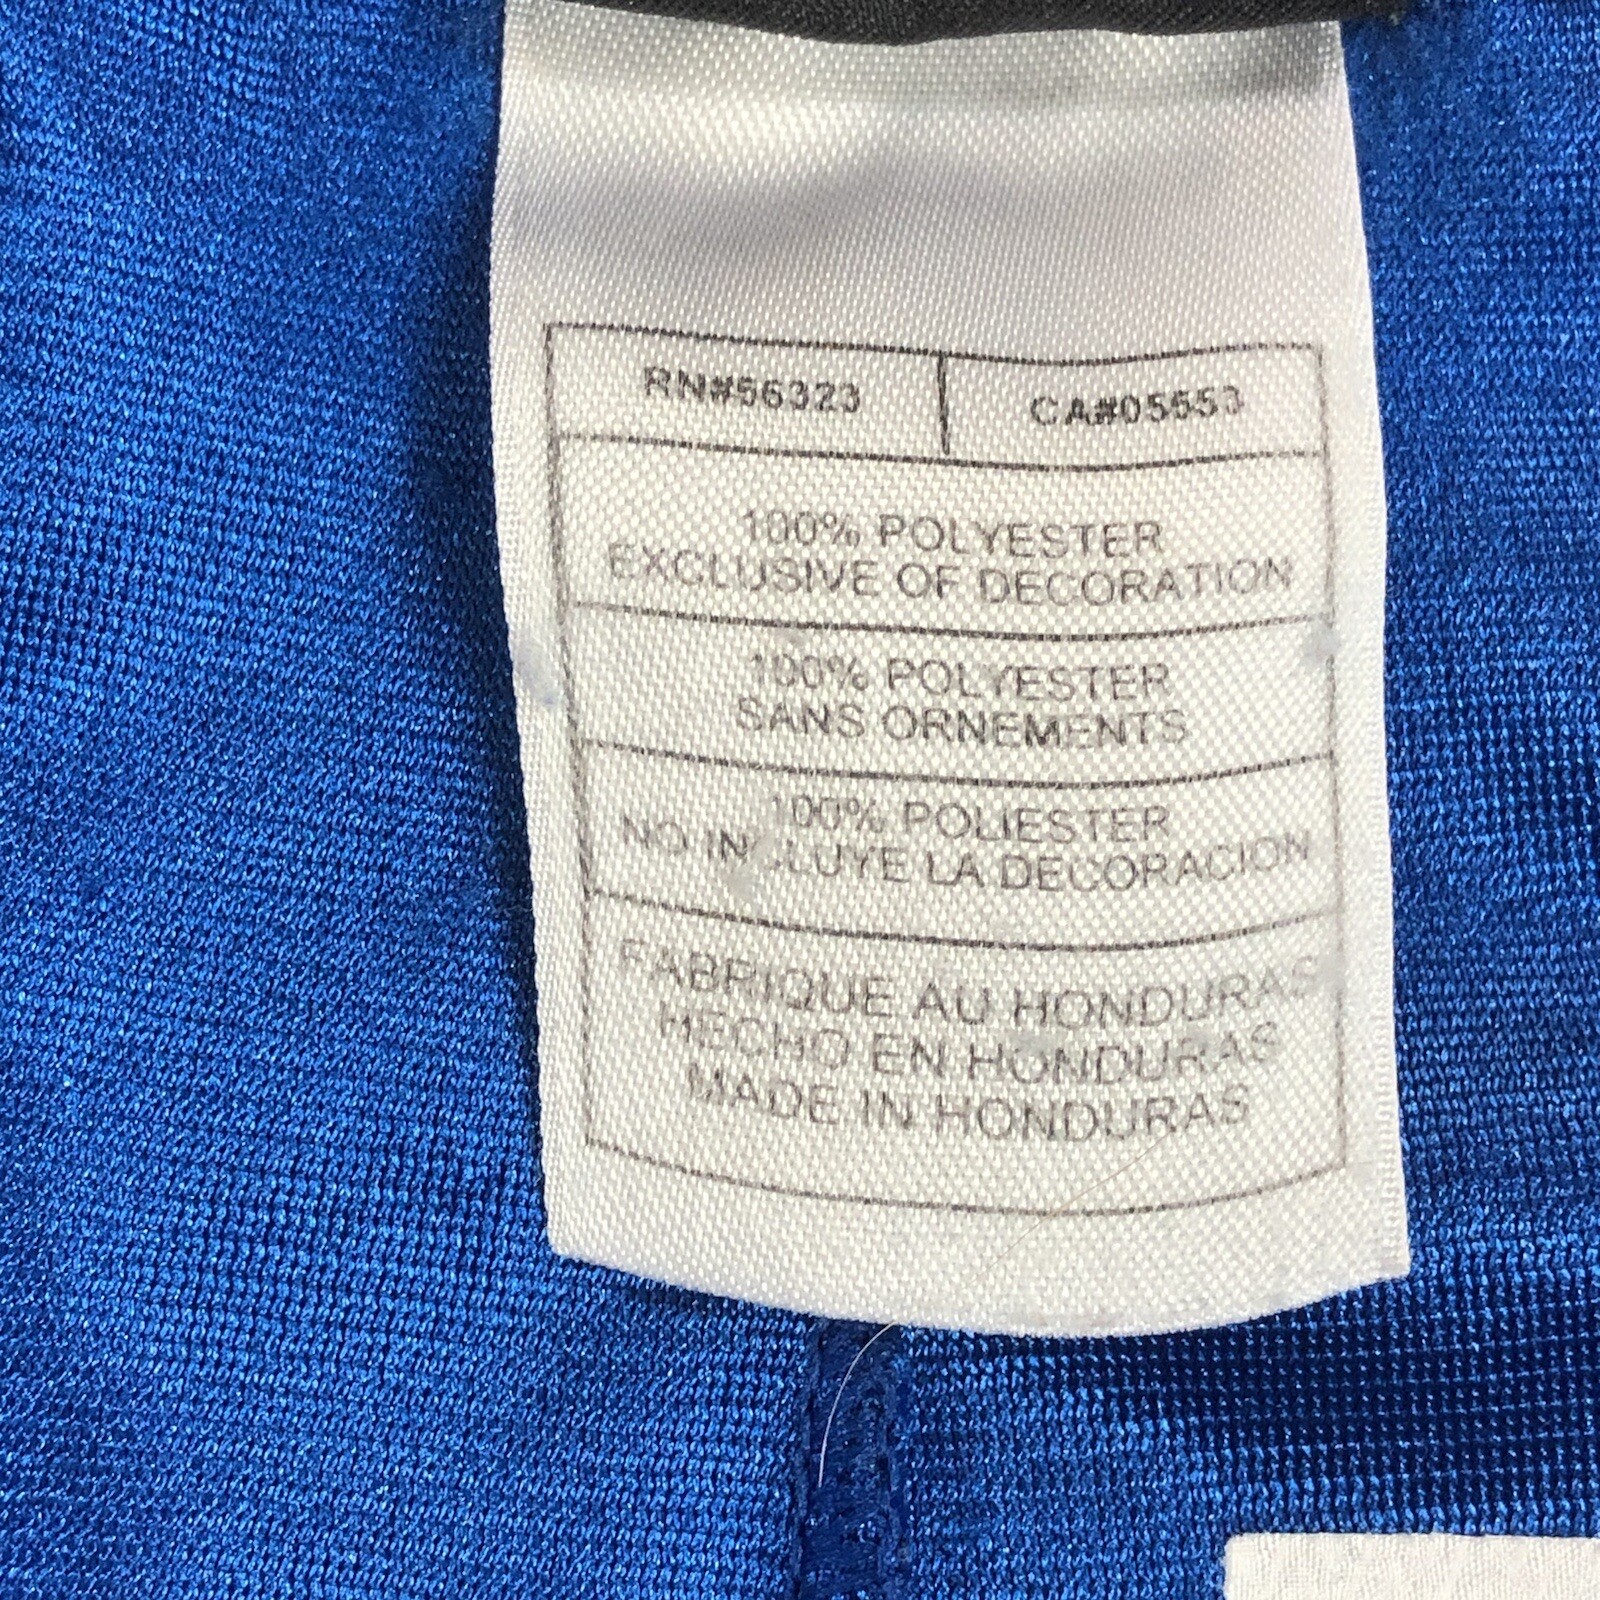 RN#56323 CA#05553
100% POLYESTER
EXCLUSIVE OF DECORATION
100% POLYESTER
SANS ORNEMENTS
100% POLIESTER
NO INCLUYE LA DECORACION
FABRIQUE AU HONDURAS
HECHO EN HONDURAS
MADE IN HONDURAS